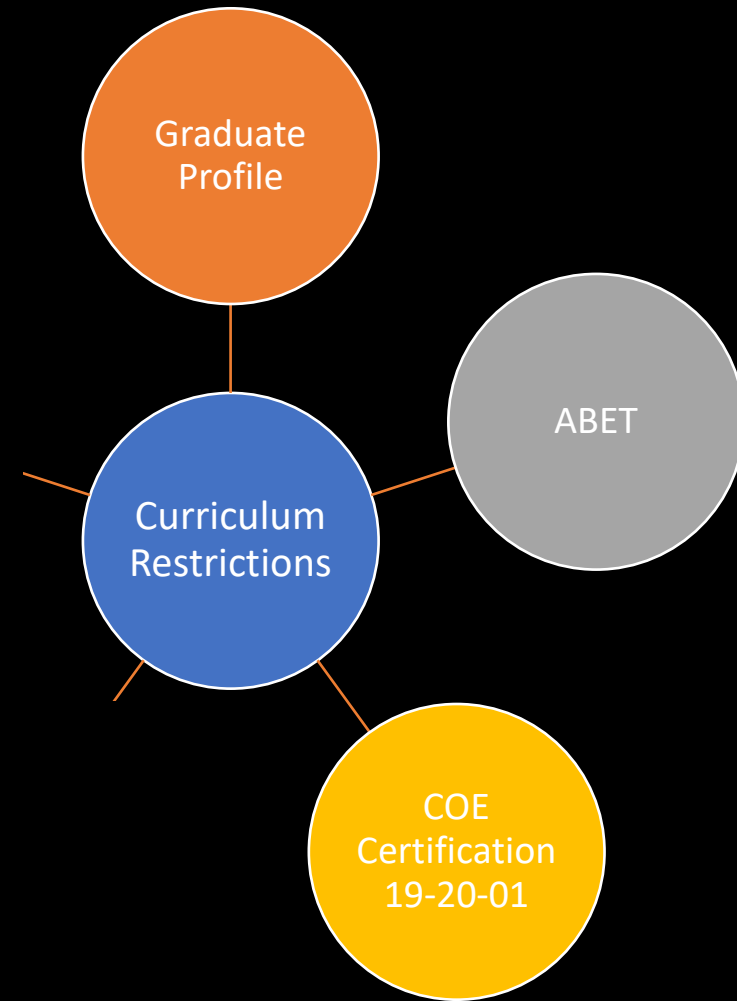 Graduate
Profile
ABET
Curriculum
Restrictions
COE
Certification
19-20-01